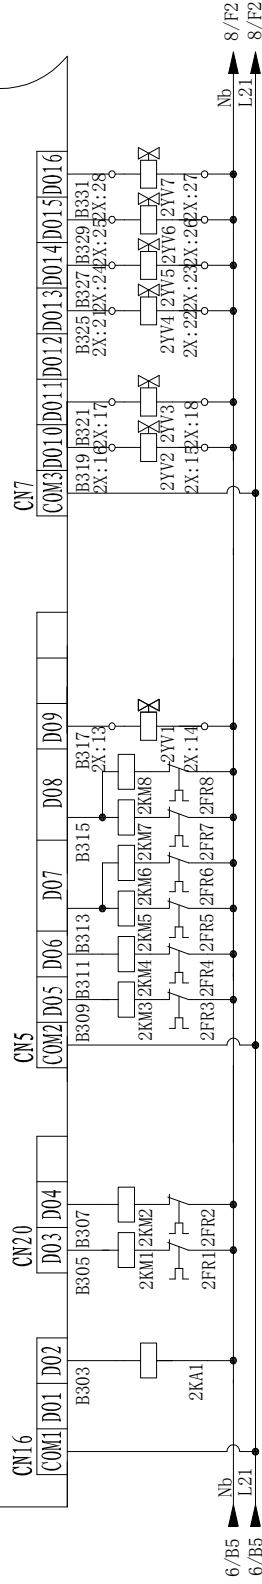 CN16
COM1 DO1 DO2
B303
2KA1
CN20
DO3 DO4
B305 B307
2KM1 2KM2
2FR1 2FR2
CN5
COM2 DO5 DO6 DO7 DO8 DO9
B309 B311 B313 B315 B317
2X:13
2KM3 2KM4 2KM5 2KM6 2KM7 2KM8 2YV1
2X:14
2FR3 2FR4 2FR5 2FR6 2FR7 2FR8
CN7
COM3 DO10 DO11 DO12 DO13 DO14 DO15 DO16
B319 B321 B325 B327 B329 B331
2X:16 2X:17 2X:21 2X:24 2X:25 2X:28
2YV2 2YV3 2YV4 2YV5 2YV6 2YV7
2X:15 2X:18 2X:22 2X:23 2X:26 2X:27
6/B5 Nb Nb 8/F2
6/B5 L21 L21 8/F2